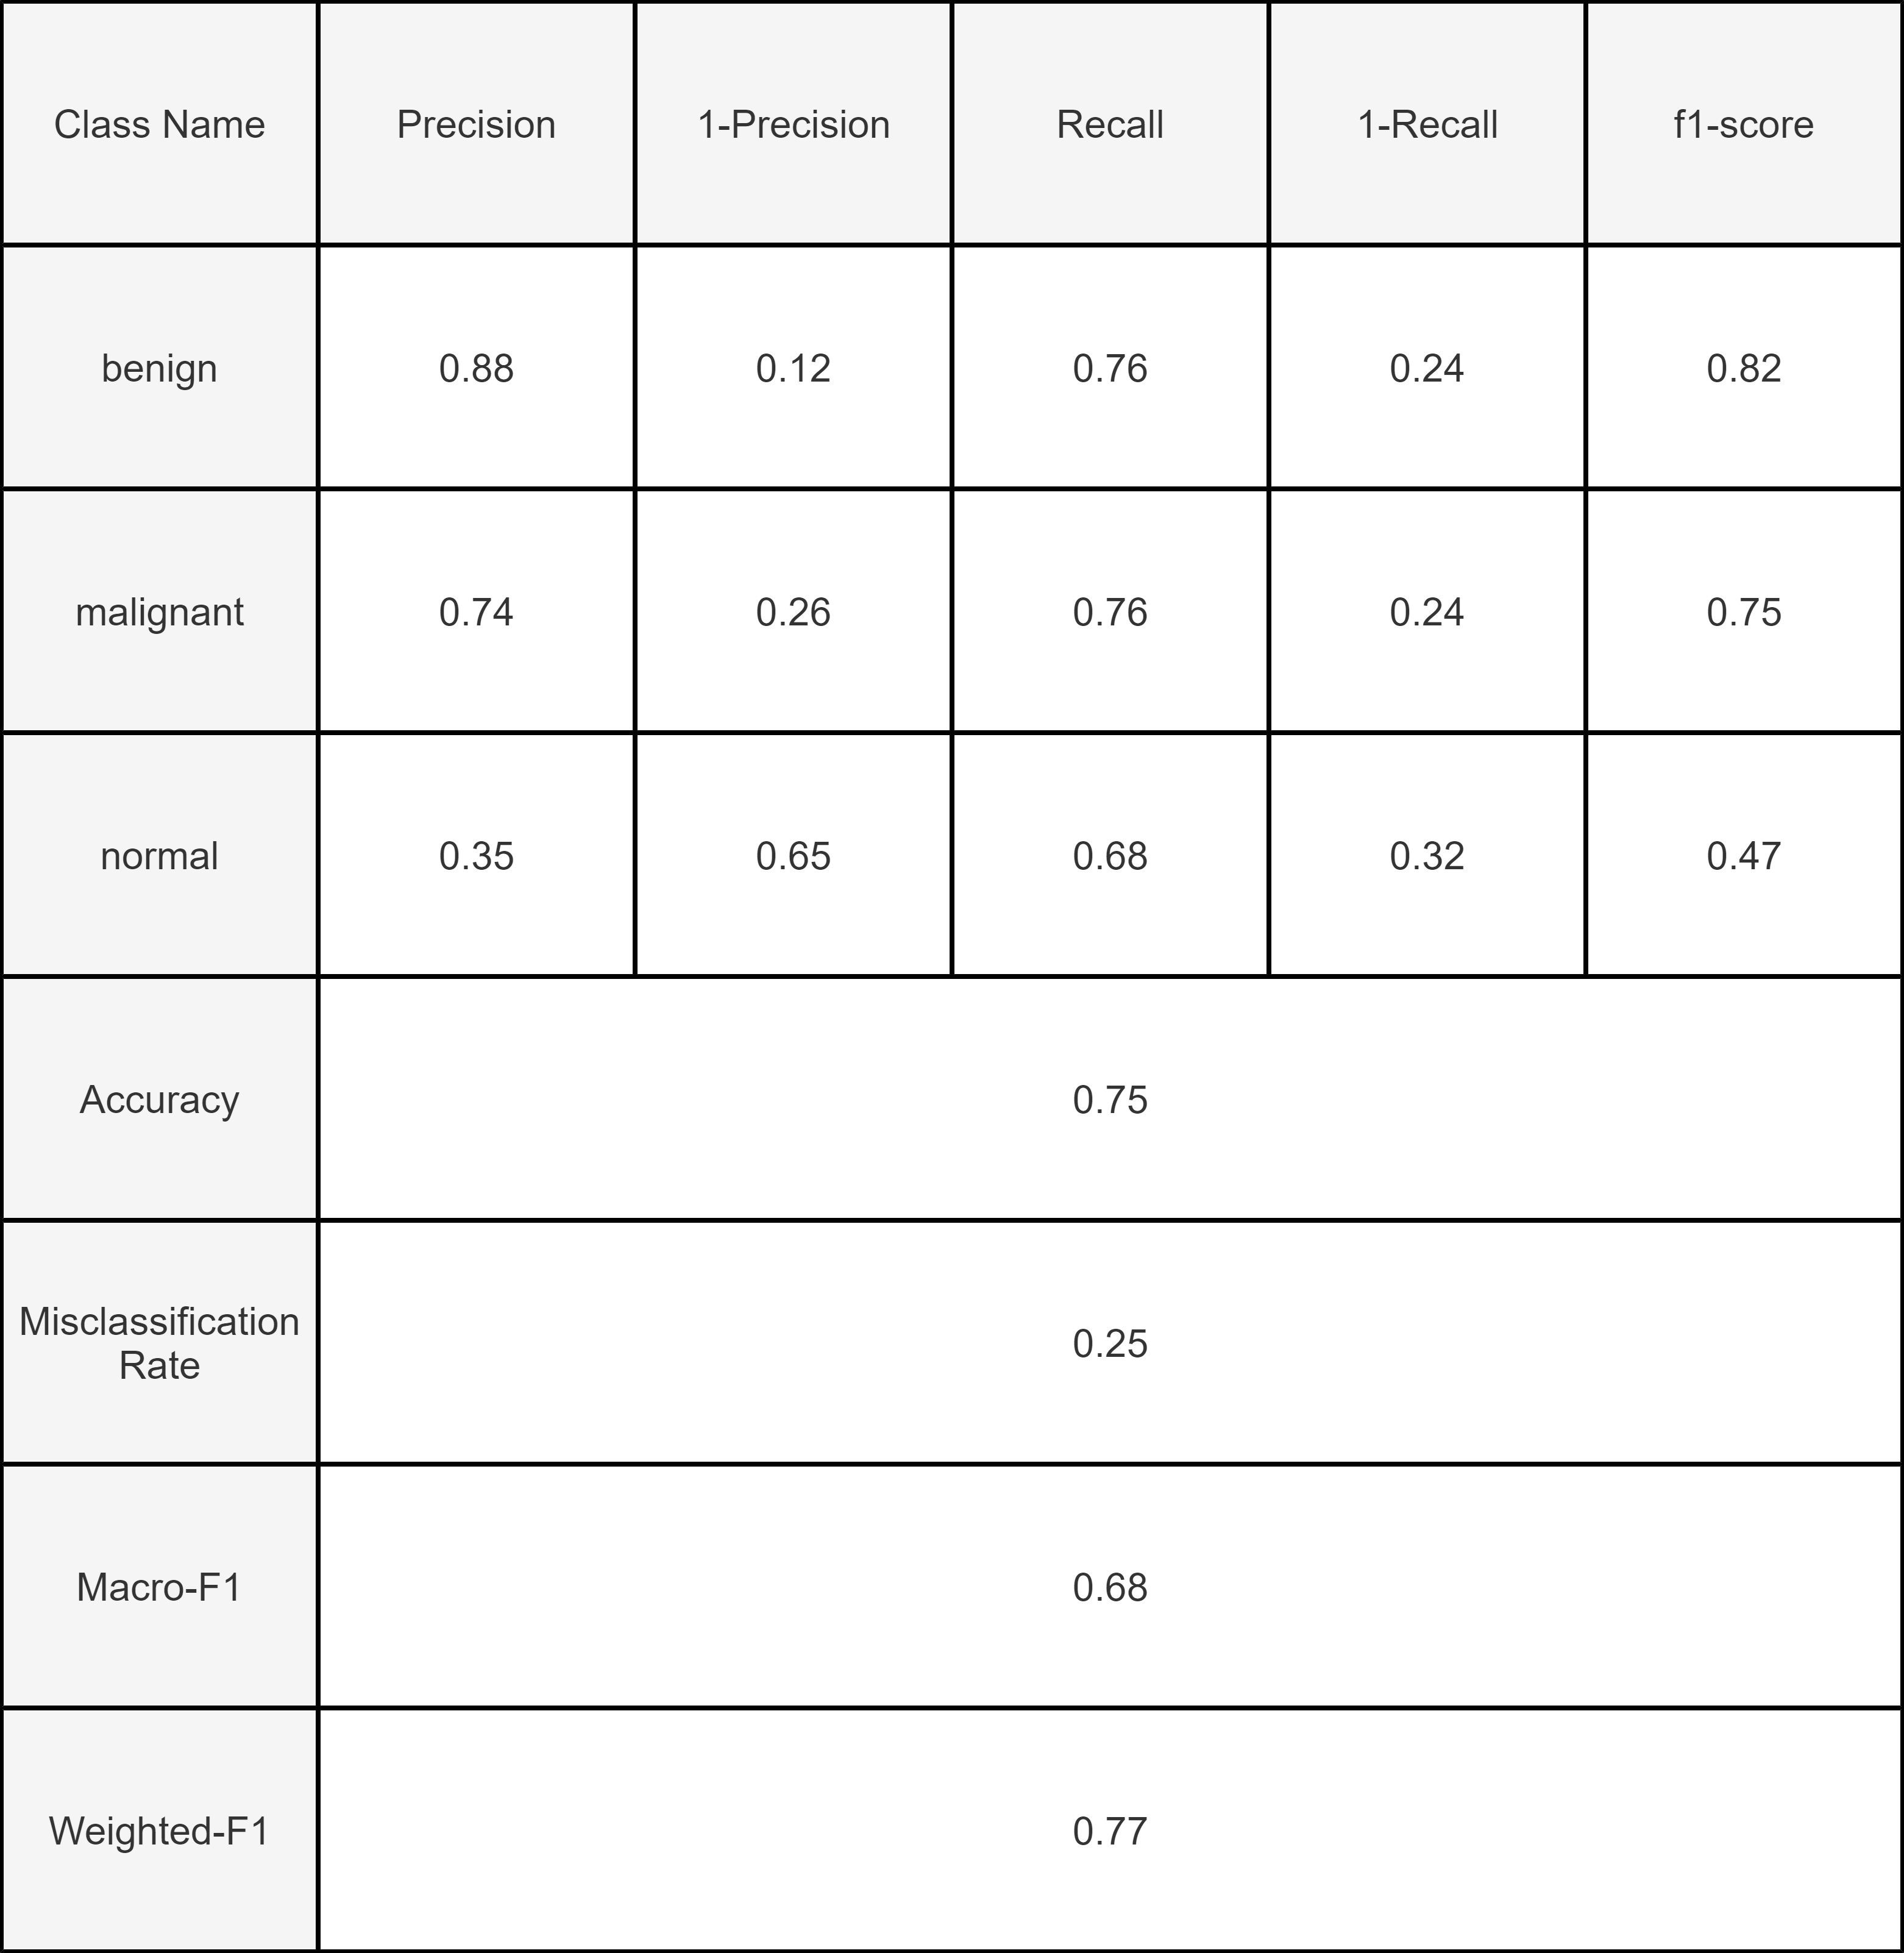 Class Name Precision 1-Precision Recall 1-Recall f1-score
benign 0.88 0.12 0.76 0.24 0.82
malignant 0.74 0.26 0.76 0.24 0.75
normal 0.35 0.65 0.68 0.32 0.47
Accuracy 0.75
Misclassification
Rate 0.25
Macro-F1 0.68
Weighted-F1 0.77